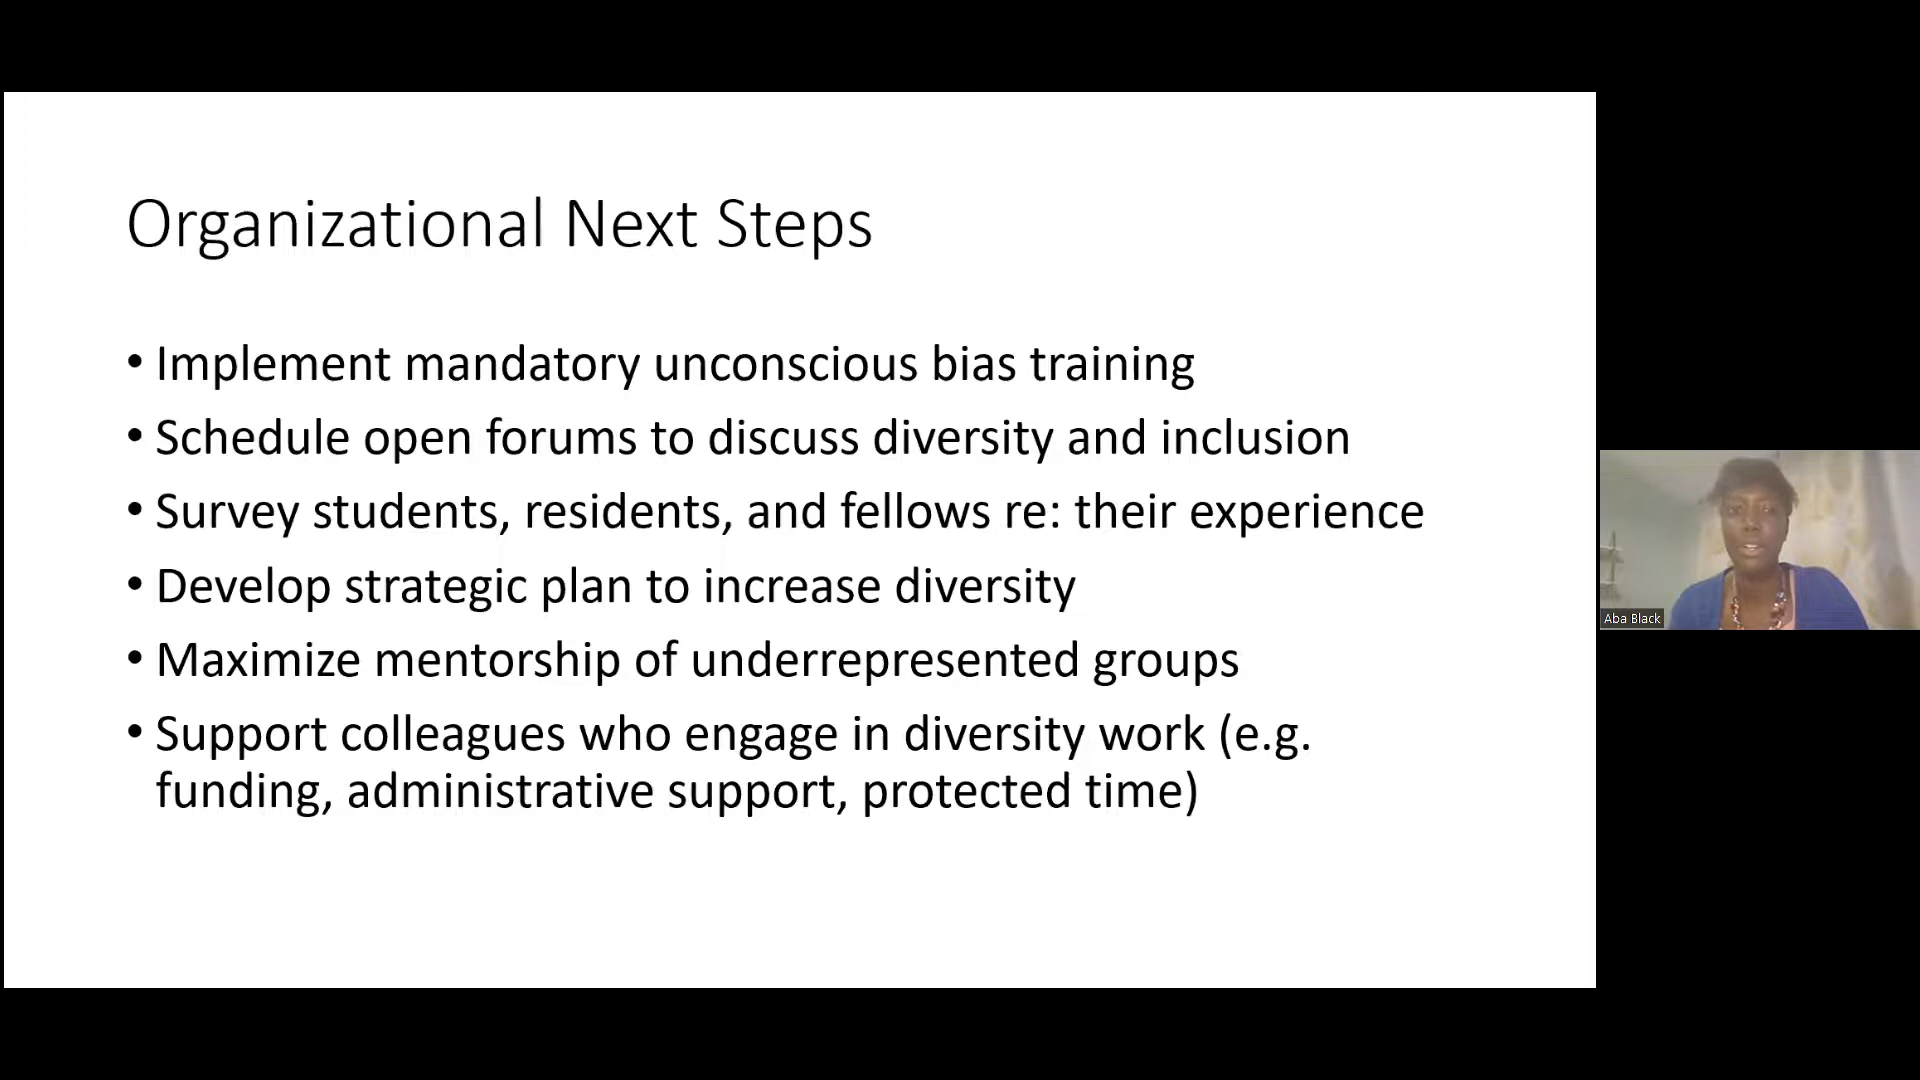 Organizational Next Steps
• Implement mandatory unconscious bias training
• Schedule open forums to discuss diversity and inclusion
• Survey students, residents, and fellows re: their experience
• Develop strategic plan to increase diversity
• Maximize mentorship of underrepresented groups
• Support colleagues who engage in diversity work (e.g.
funding, administrative support, protected time)
Aba Black